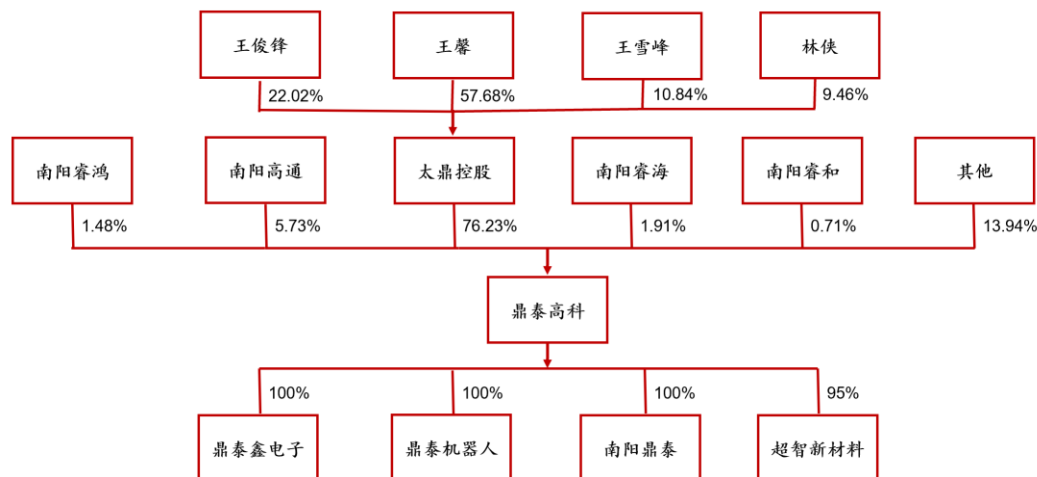 王俊锋
王馨
王雪峰
林侠
22.02%
57.68%
10.84%
9.46%
南阳睿鸿
南阳高通
太鼎控股
南阳睿海
南阳睿和
其他
1.48%
5.73%
76.23%
1.91%
0.71%
13.94%
鼎泰高科
100%
100%
100%
95%
鼎泰鑫电子
鼎泰机器人
南阳鼎泰
超智新材料